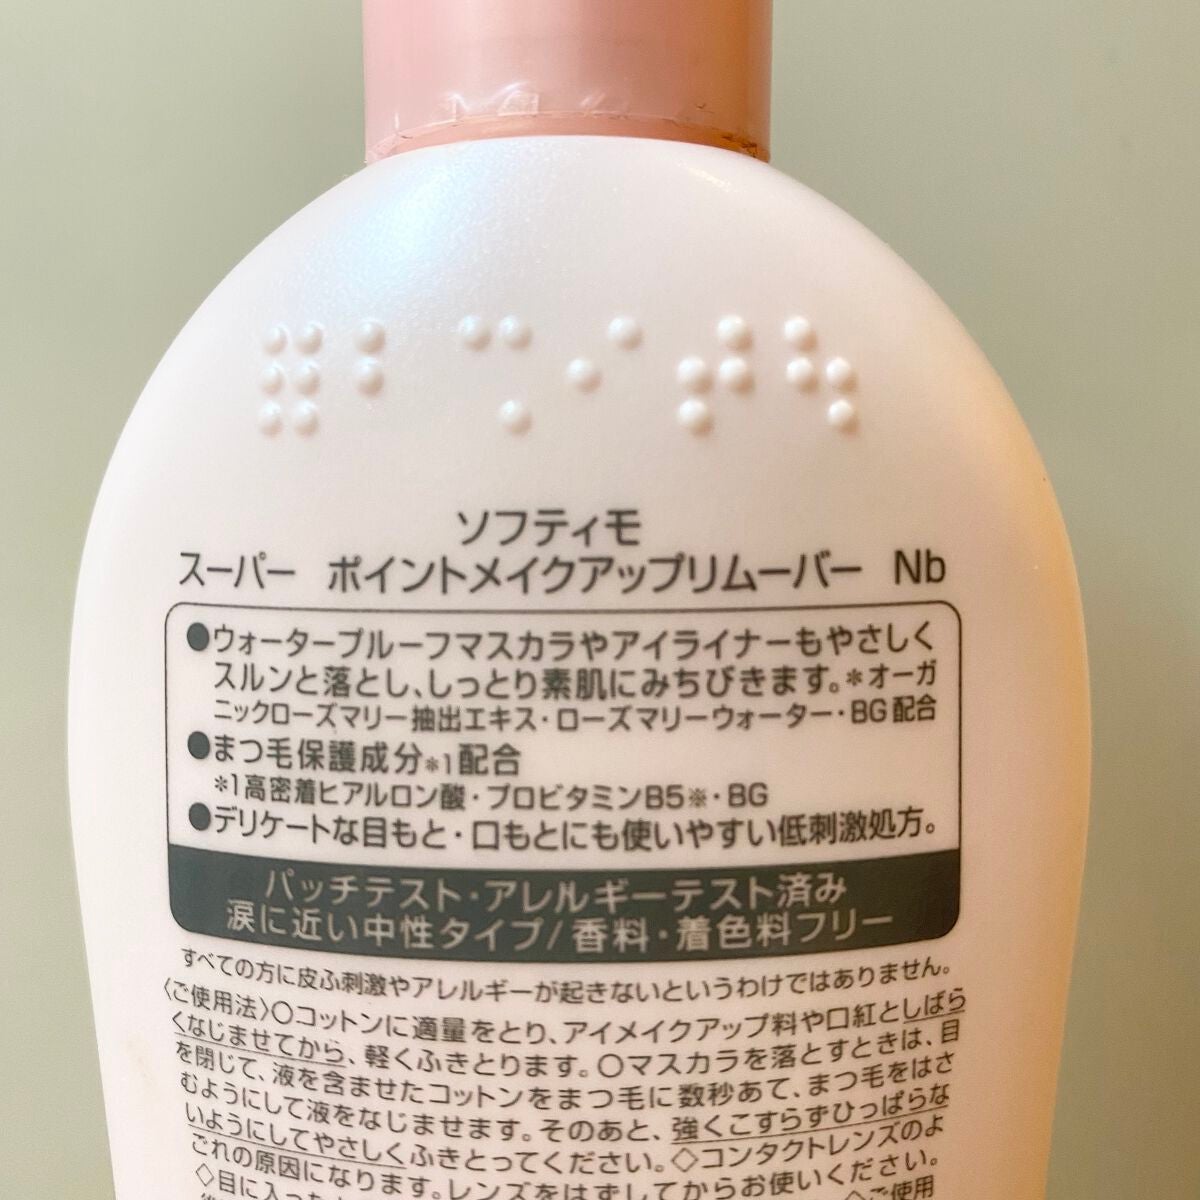 ⠿⠃⠩⠊⠞⠳
ソフティモ
スーパー ポイントメイクアップリムーバー Nb
●ウォータープルーフマスカラやアイライナーもやさしく
スルンと落とし、しっとり素肌にみちびきます。＊オーガ
ニックローズマリー抽出エキス・ローズマリーウォーター・BG配合
●まつ毛保護成分＊1配合
＊1高密着ヒアルロン酸・プロビタミンB5※・BG
●デリケートな目もと・口もとにも使いやすい低刺激処方。
パッチテスト・アレルギーテスト済み
涙に近い中性タイプ/香料・着色料フリー
すべての方に皮ふ刺激やアレルギーが起きないというわけではありません。
〈ご使用法〉〇コットンに適量をとり、アイメイクアップ料や口紅としばら
くなじませてから、軽くふきとります。〇マスカラを落とすときは、目
を閉じて、液を含ませたコットンをまつ毛に数秒あて、まつ毛をはさ
むようにして液をなじませます。そのあと、強くこすらずひっぱらな
いようにしてやさしくふきとってください。◇コンタクトレンズのよ
ごれの原因になります。レンズをはずしてからお使いください。
◇目に入ったと ◇ご使用